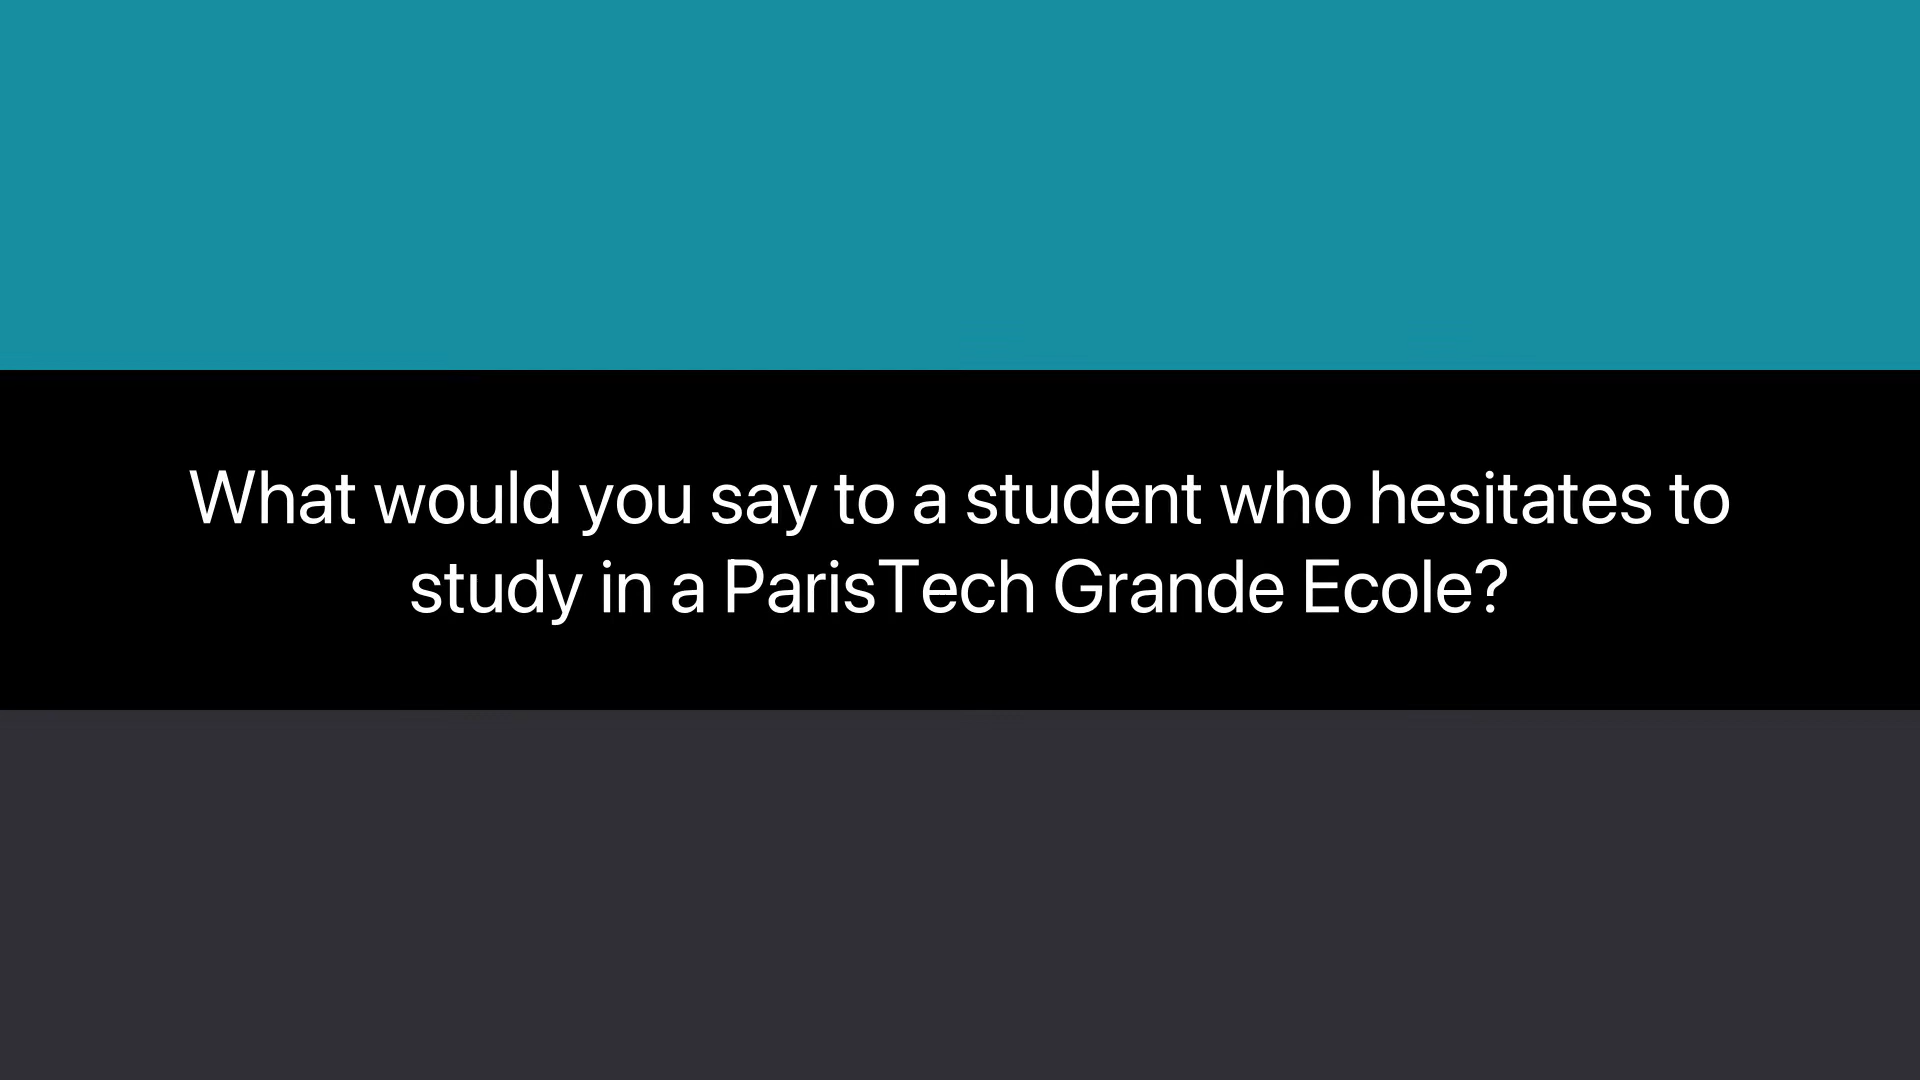 What would you say to a student who hesitates to
study in a ParisTech Grande Ecole?